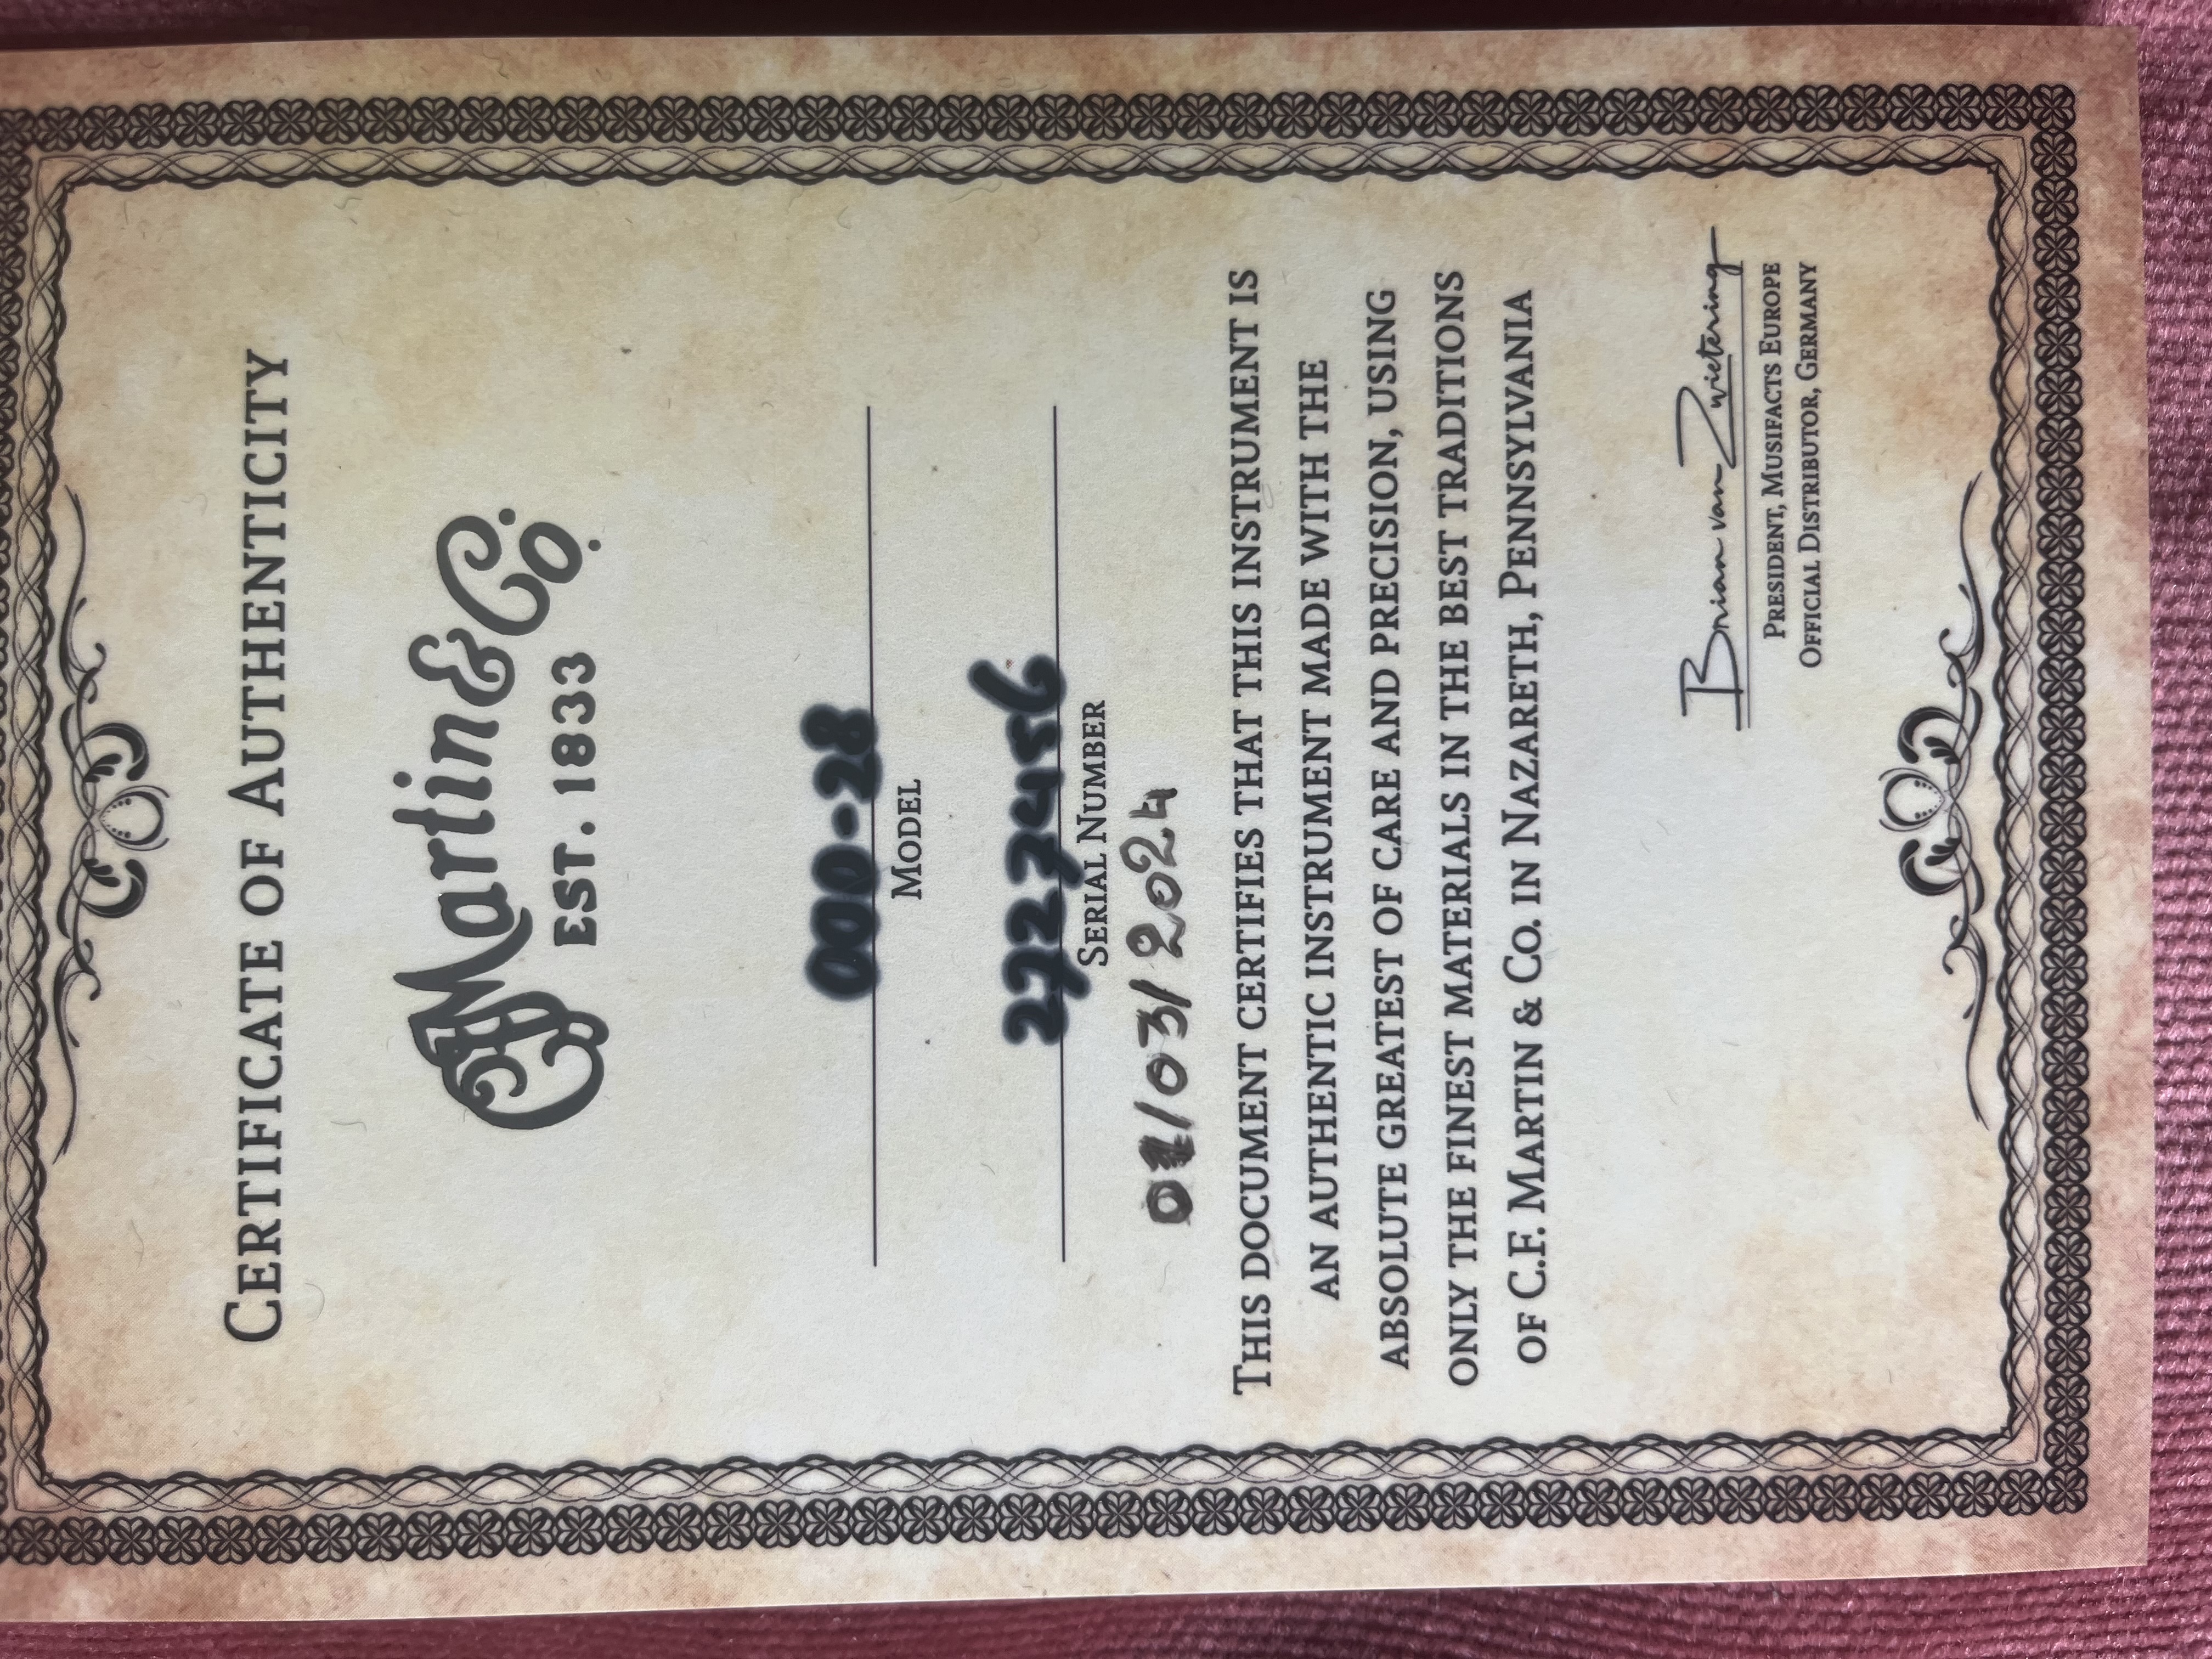 CERTIFICATE OF AUTHENTICITY
CF Martin & Co.
EST. 1833
000-28
MODEL
2723456
SERIAL NUMBER
01/03/2024
THIS DOCUMENT CERTIFIES THAT THIS INSTRUMENT IS
AN AUTHENTIC INSTRUMENT MADE WITH THE
ABSOLUTE GREATEST OF CARE AND PRECISION, USING
ONLY THE FINEST MATERIALS IN THE BEST TRADITIONS
OF C.F. MARTIN & CO. IN NAZARETH, PENNSYLVANIA
Brian van Zwietering
PRESIDENT, MUSIFACTS EUROPE
OFFICIAL DISTRIBUTOR, GERMANY